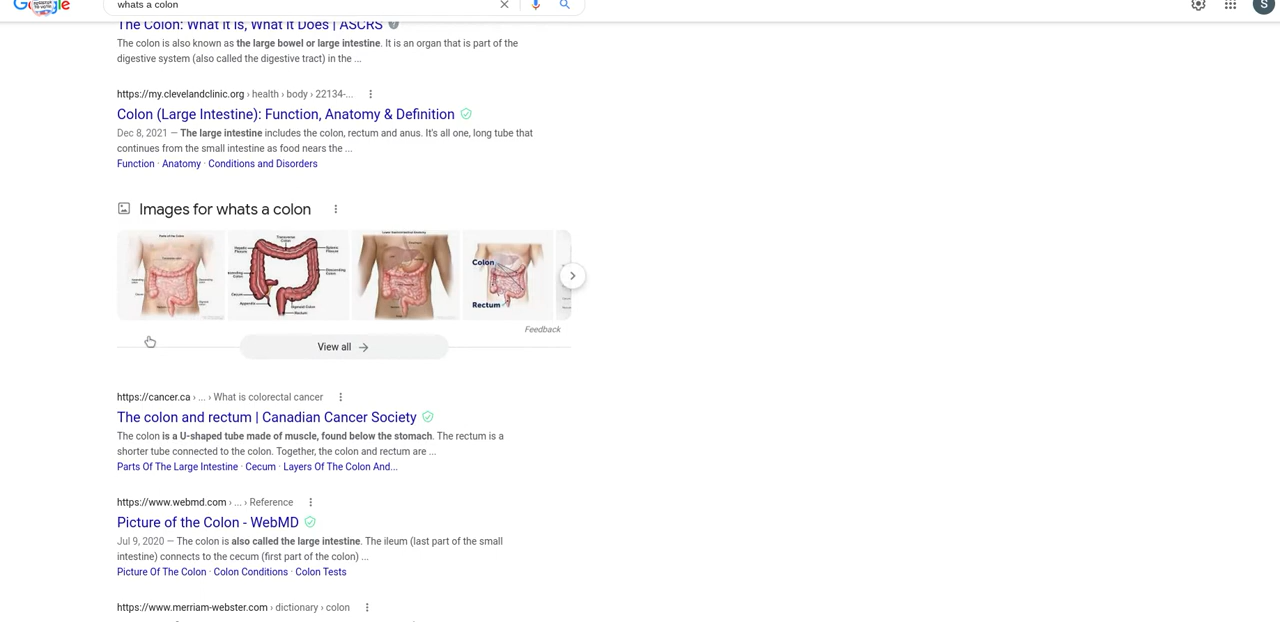 Google
whats a colon
S
The Colon: What it is, What it Does | ASCRS
The colon is also known as the large bowel or large intestine. It is an organ that is part of the
digestive system (also called the digestive tract) in the ...
https://my.clevelandclinic.org › health › body › 22134-...
Colon (Large Intestine): Function, Anatomy & Definition
Dec 8, 2021 — The large intestine includes the colon, rectum and anus. It's all one, long tube that
continues from the small intestine as food nears the ...
Function · Anatomy · Conditions and Disorders
Images for whats a colon
Colon
Rectum
Feedback
View all
https://cancer.ca › ... › What is colorectal cancer
The colon and rectum | Canadian Cancer Society
The colon is a U-shaped tube made of muscle, found below the stomach. The rectum is a
shorter tube connected to the colon. Together, the colon and rectum are ...
Parts Of The Large Intestine · Cecum · Layers Of The Colon And...
https://www.webmd.com › ... › Reference
Picture of the Colon - WebMD
Jul 9, 2020 — The colon is also called the large intestine. The ileum (last part of the small
intestine) connects to the cecum (first part of the colon) ...
Picture Of The Colon · Colon Conditions · Colon Tests
https://www.merriam-webster.com › dictionary › colon